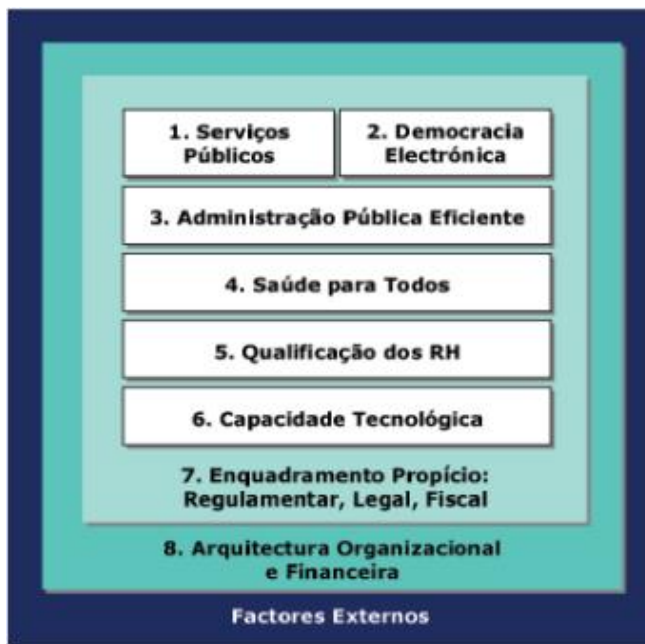 1. Serviços
Públicos
2. Democracia
Electrónica
3. Administração Pública Eficiente
4. Saúde para Todos
5. Qualificação dos RH
6. Capacidade Tecnológica
7. Enquadramento Propício:
Regulamentar, Legal, Fiscal
8. Arquitectura Organizacional
e Financeira
Factores Externos